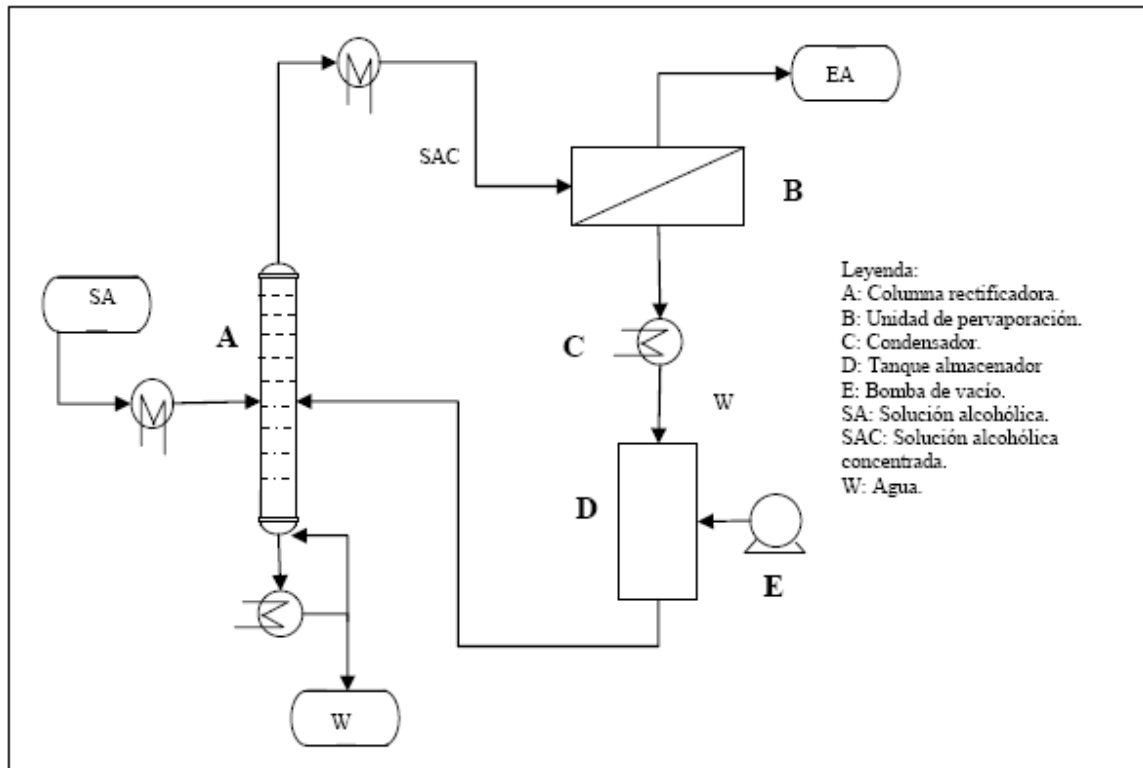 EA
SAC
B
SA
A
C
W
D
E
W
Leyenda:
A: Columna rectificadora.
B: Unidad de pervaporación.
C: Condensador.
D: Tanque almacenador
E: Bomba de vacío.
SA: Solución alcohólica.
SAC: Solución alcohólica
concentrada.
W: Agua.